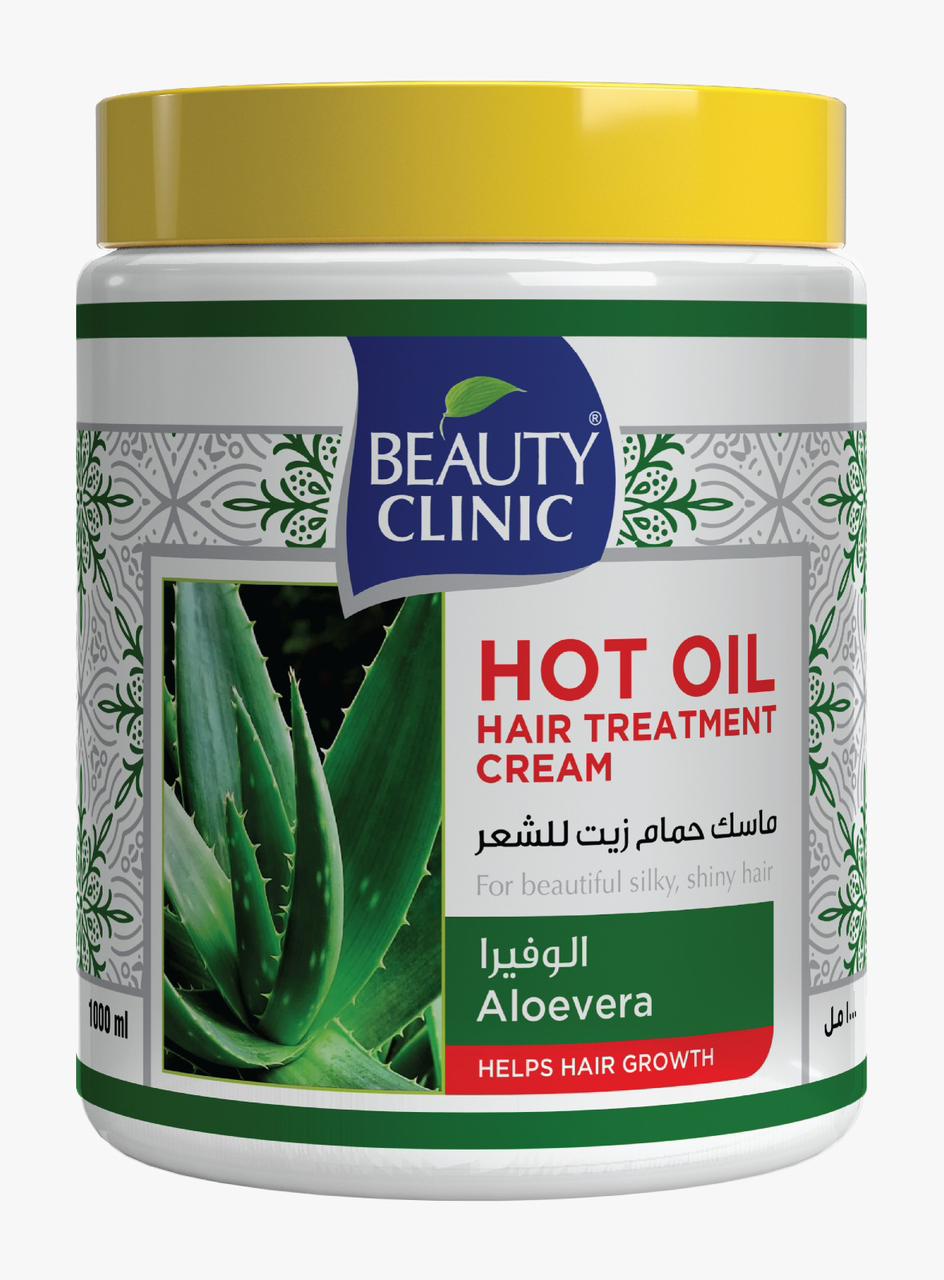 BEAUTY
CLINIC
®
HOT OIL
HAIR TREATMENT
CREAM
ماسك حمام زيت للشعر
For beautiful silky, shiny hair
الوفيرا
Aloevera
HELPS HAIR GROWTH
1000 ml
١٠٠٠ مل